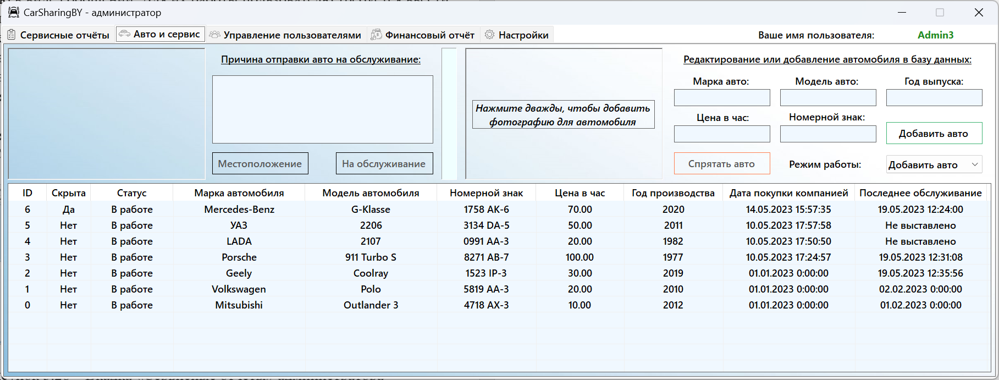 CarSharingBY - администратор
Сервисные отчёты Авто и сервис Управление пользователями Финансовый отчёт Настройки Ваше имя пользователя: Admin3
Причина отправки авто на обслуживание:
Местоположение На обслуживание
Нажмите дважды, чтобы добавить
фотографию для автомобиля
Редактирование или добавление автомобиля в базу данных:
Марка авто: Модель авто: Год выпуска:
Цена в час: Номерной знак:
Добавить авто
Спрятать авто Режим работы: Добавить авто
ID Скрыта Статус Марка автомобиля Модель автомобиля Номерной знак Цена в час Год производства Дата покупки компанией Последнее обслуживание
6 Да В работе Mercedes-Benz G-Klasse 1758 AK-6 70.00 2020 14.05.2023 15:57:35 19.05.2023 12:24:00
5 Нет В работе УАЗ 2206 3134 DA-5 50.00 2011 10.05.2023 17:57:58 Не выставлено
4 Нет В работе LADA 2107 0991 AA-3 20.00 1982 10.05.2023 17:50:50 Не выставлено
3 Нет В работе Porsche 911 Turbo S 8271 AB-7 100.00 1977 10.05.2023 17:24:57 19.05.2023 12:31:08
2 Нет В работе Geely Coolray 1523 IP-3 30.00 2019 01.01.2023 0:00:00 19.05.2023 12:35:56
1 Нет В работе Volkswagen Polo 5819 AA-3 20.00 2010 01.01.2023 0:00:00 02.02.2023 0:00:00
0 Нет В работе Mitsubishi Outlander 3 4718 AX-3 10.00 2012 01.01.2023 0:00:00 01.02.2023 0:00:00